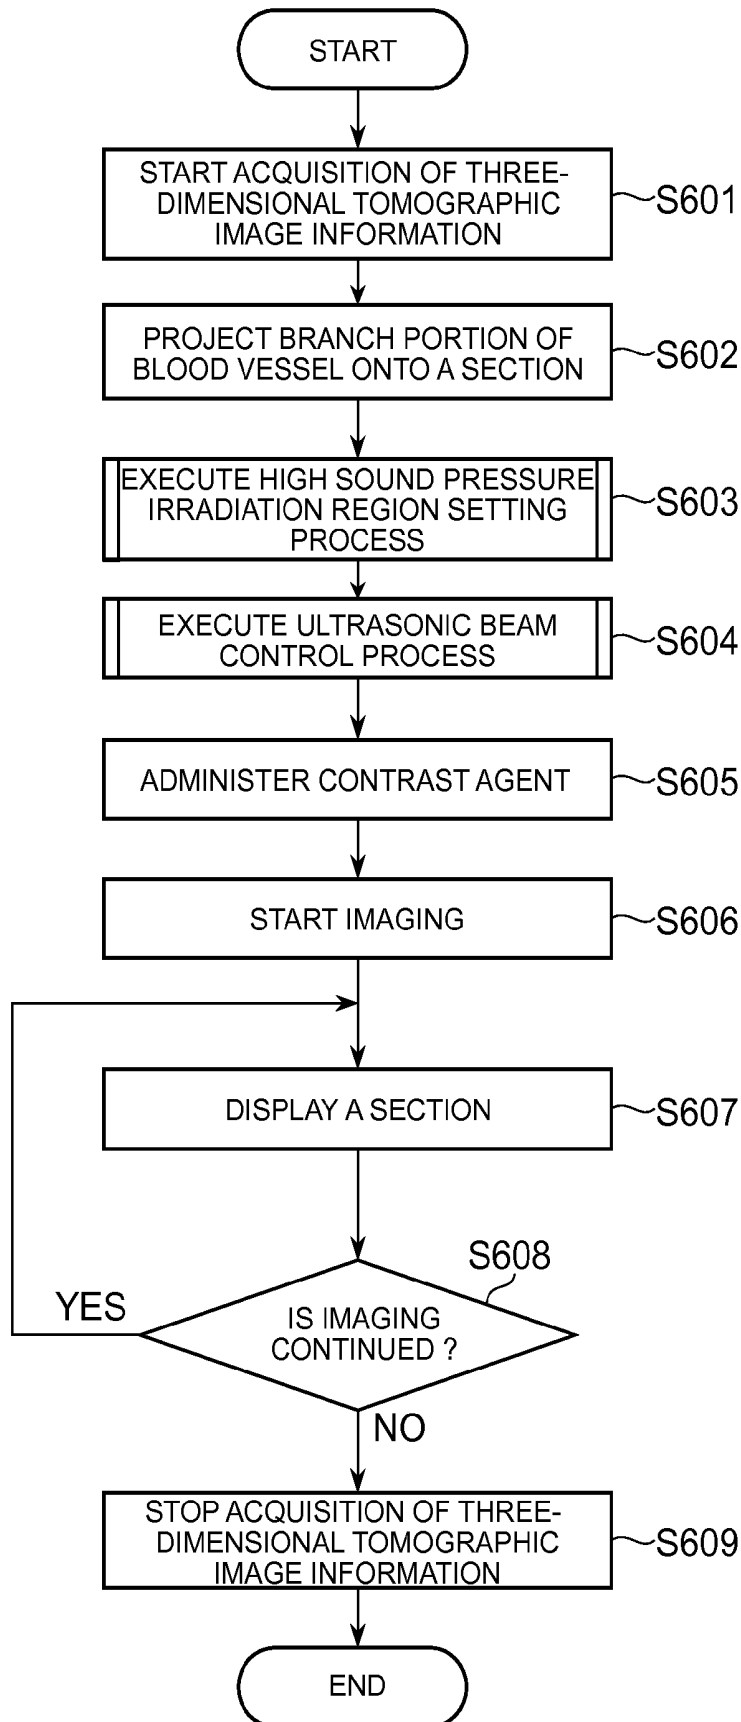 START
START ACQUISITION OF THREE-
DIMENSIONAL TOMOGRAPHIC
IMAGE INFORMATION
S601
PROJECT BRANCH PORTION OF
BLOOD VESSEL ONTO A SECTION
S602
EXECUTE HIGH SOUND PRESSURE
IRRADIATION REGION SETTING
PROCESS
S603
EXECUTE ULTRASONIC BEAM
CONTROL PROCESS
S604
ADMINISTER CONTRAST AGENT
S605
START IMAGING
S606
DISPLAY A SECTION
S607
S608
YES
IS IMAGING
CONTINUED ?
NO
STOP ACQUISITION OF THREE-
DIMENSIONAL TOMOGRAPHIC
IMAGE INFORMATION
S609
END